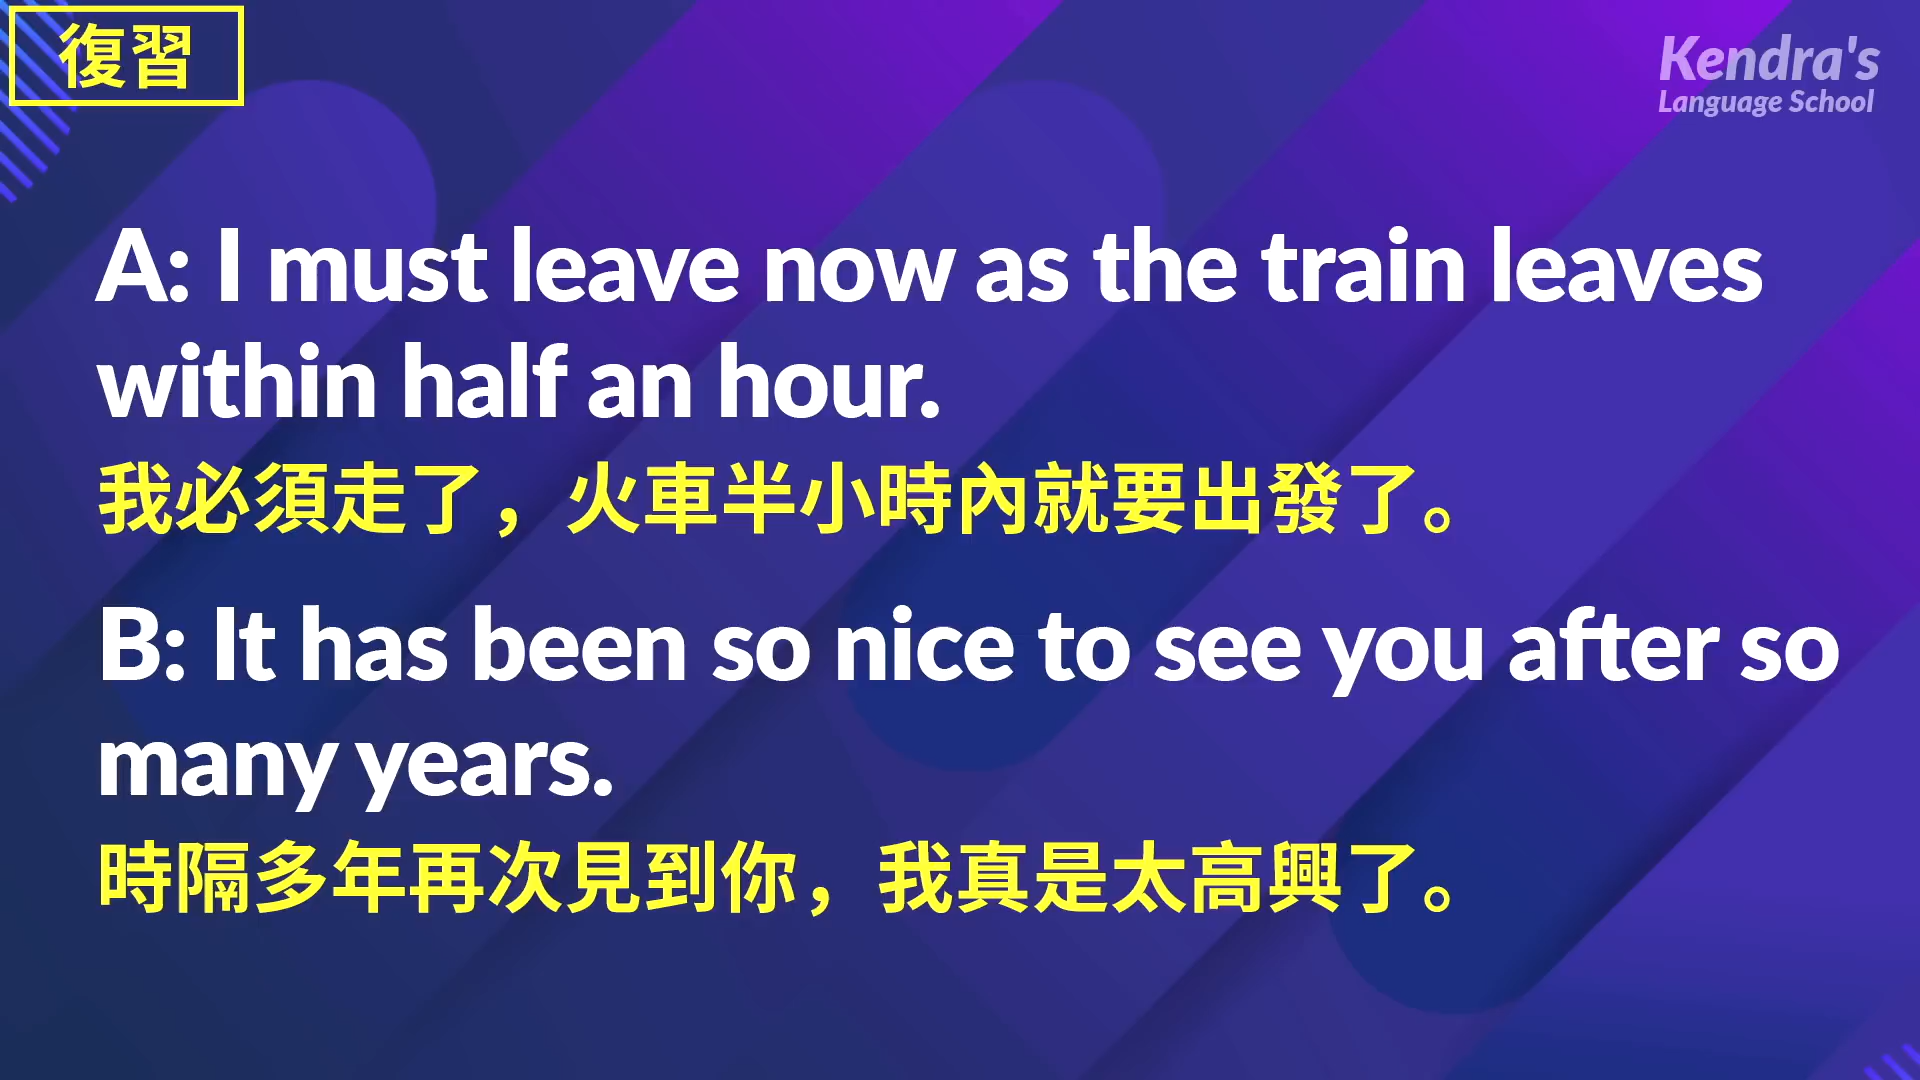 復習
Kendra's
Language School
A: I must leave now as the train leaves
within half an hour.
我必須走了，火車半小時內就要出發了。
B: It has been so nice to see you after so
many years.
時隔多年再次見到你，我真是太高興了。